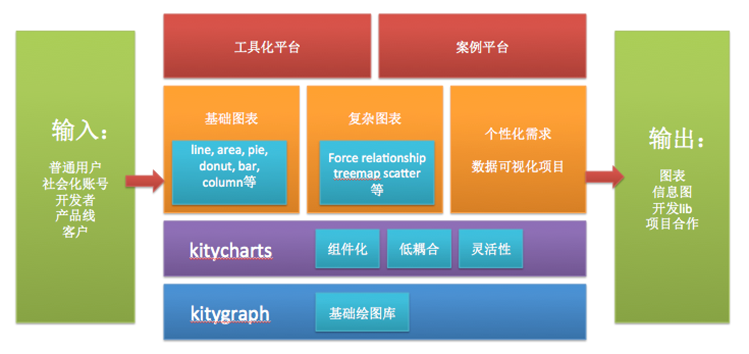 输入：
普通用户
社会化账号
开发者
产品线
客户
工具化平台
案例平台
基础图表
line, area, pie,
donut, bar,
column等
复杂图表
Force relationship
treemap scatter
等
个性化需求
数据可视化项目
kitycharts
组件化
低耦合
灵活性
kitygraph
基础绘图库
输出：
图表
信息图
开发lib
项目合作